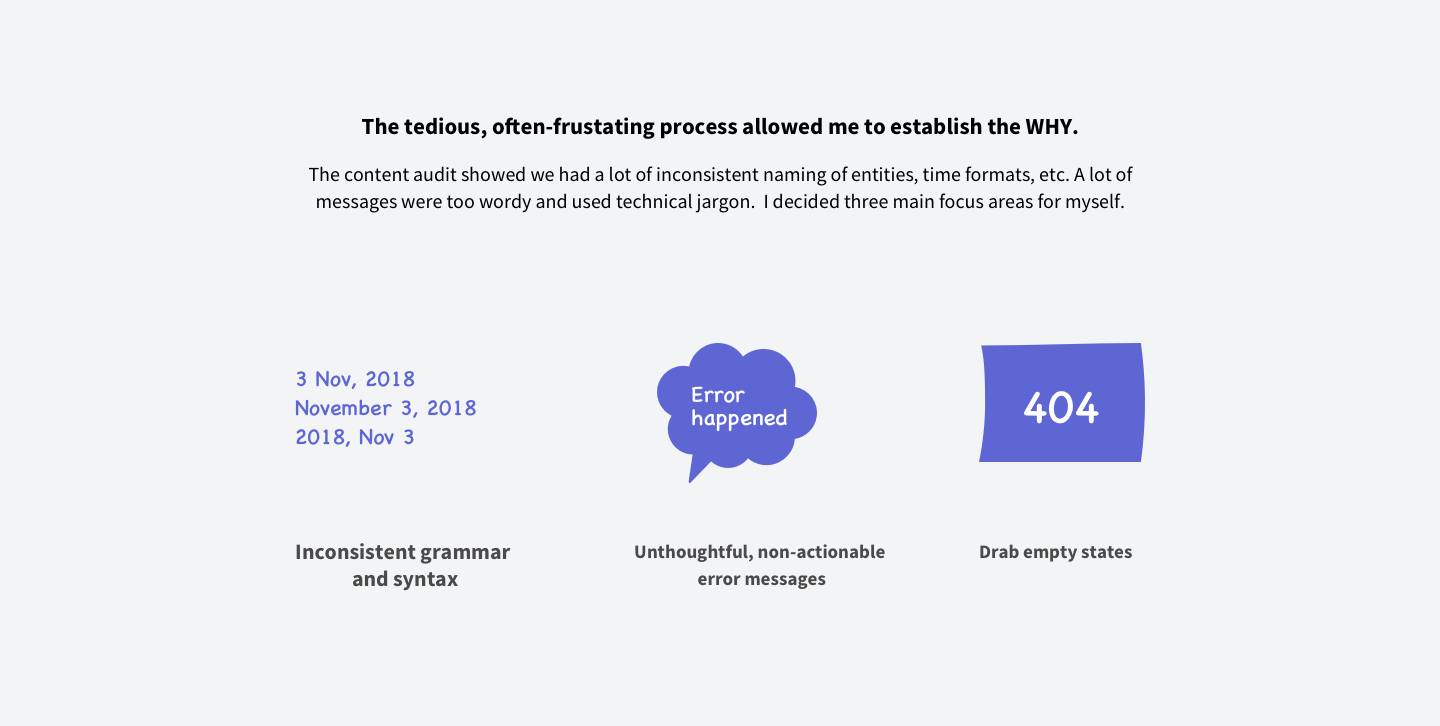 The tedious, often-frustating process allowed me to establish the WHY.
The content audit showed we had a lot of inconsistent naming of entities, time formats, etc. A lot of
messages were too wordy and used technical jargon.  I decided three main focus areas for myself.
3 Nov, 2018
November 3, 2018
2018, Nov 3
Error
happened
404
Inconsistent grammar
and syntax
Unthoughtful, non-actionable
error messages
Drab empty states